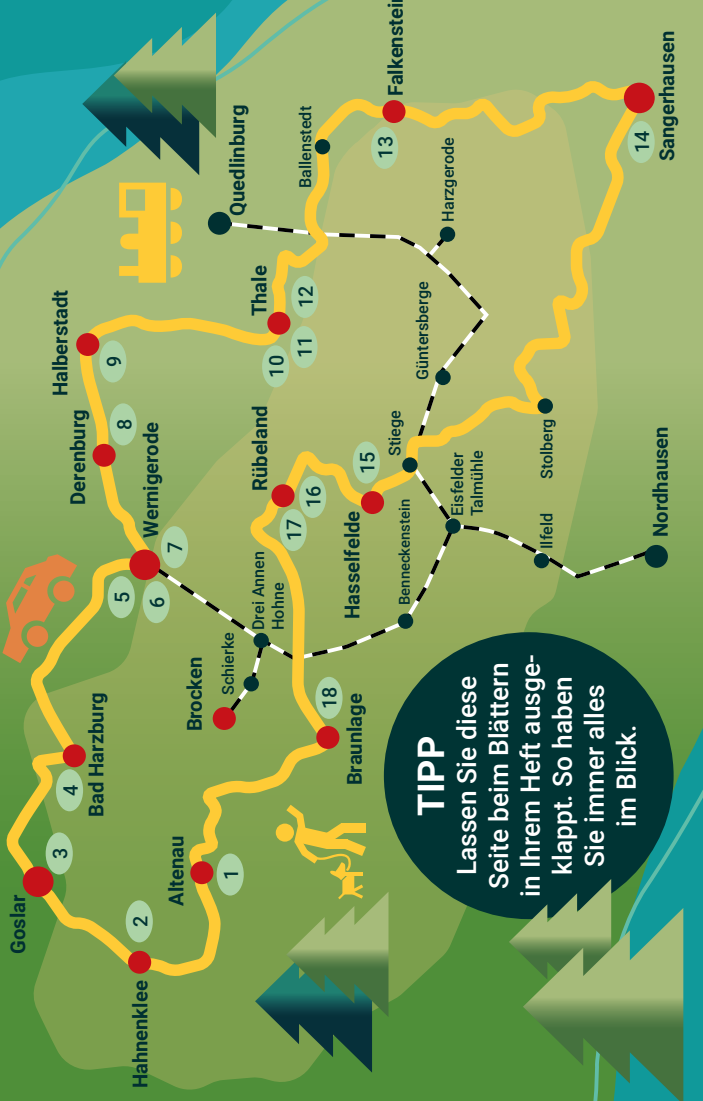 Goslar
3
Halberstadt
Derenburg
4
Bad Harzburg
9
8
5
Hahnenklee
2
Wernigerode
6
7
Altenau
Brocken
Schierke
1
Quedlinburg
Drei Annen
Hohne
Rübeland
Thale
10
17
16
11
12
Ballenstedt
18
Braunlage
Hasselfelde
15
13
Falkenstein
Stiege
Benneckenstein
Güntersberge
Harzgerode
Eisfelder
Talmühle
TIPP
Lassen Sie diese
Seite beim Blättern
in Ihrem Heft ausge-
klappt. So haben
Sie immer alles
im Blick.
Ilfeld
Stolberg
14
Nordhausen
Sangerhausen